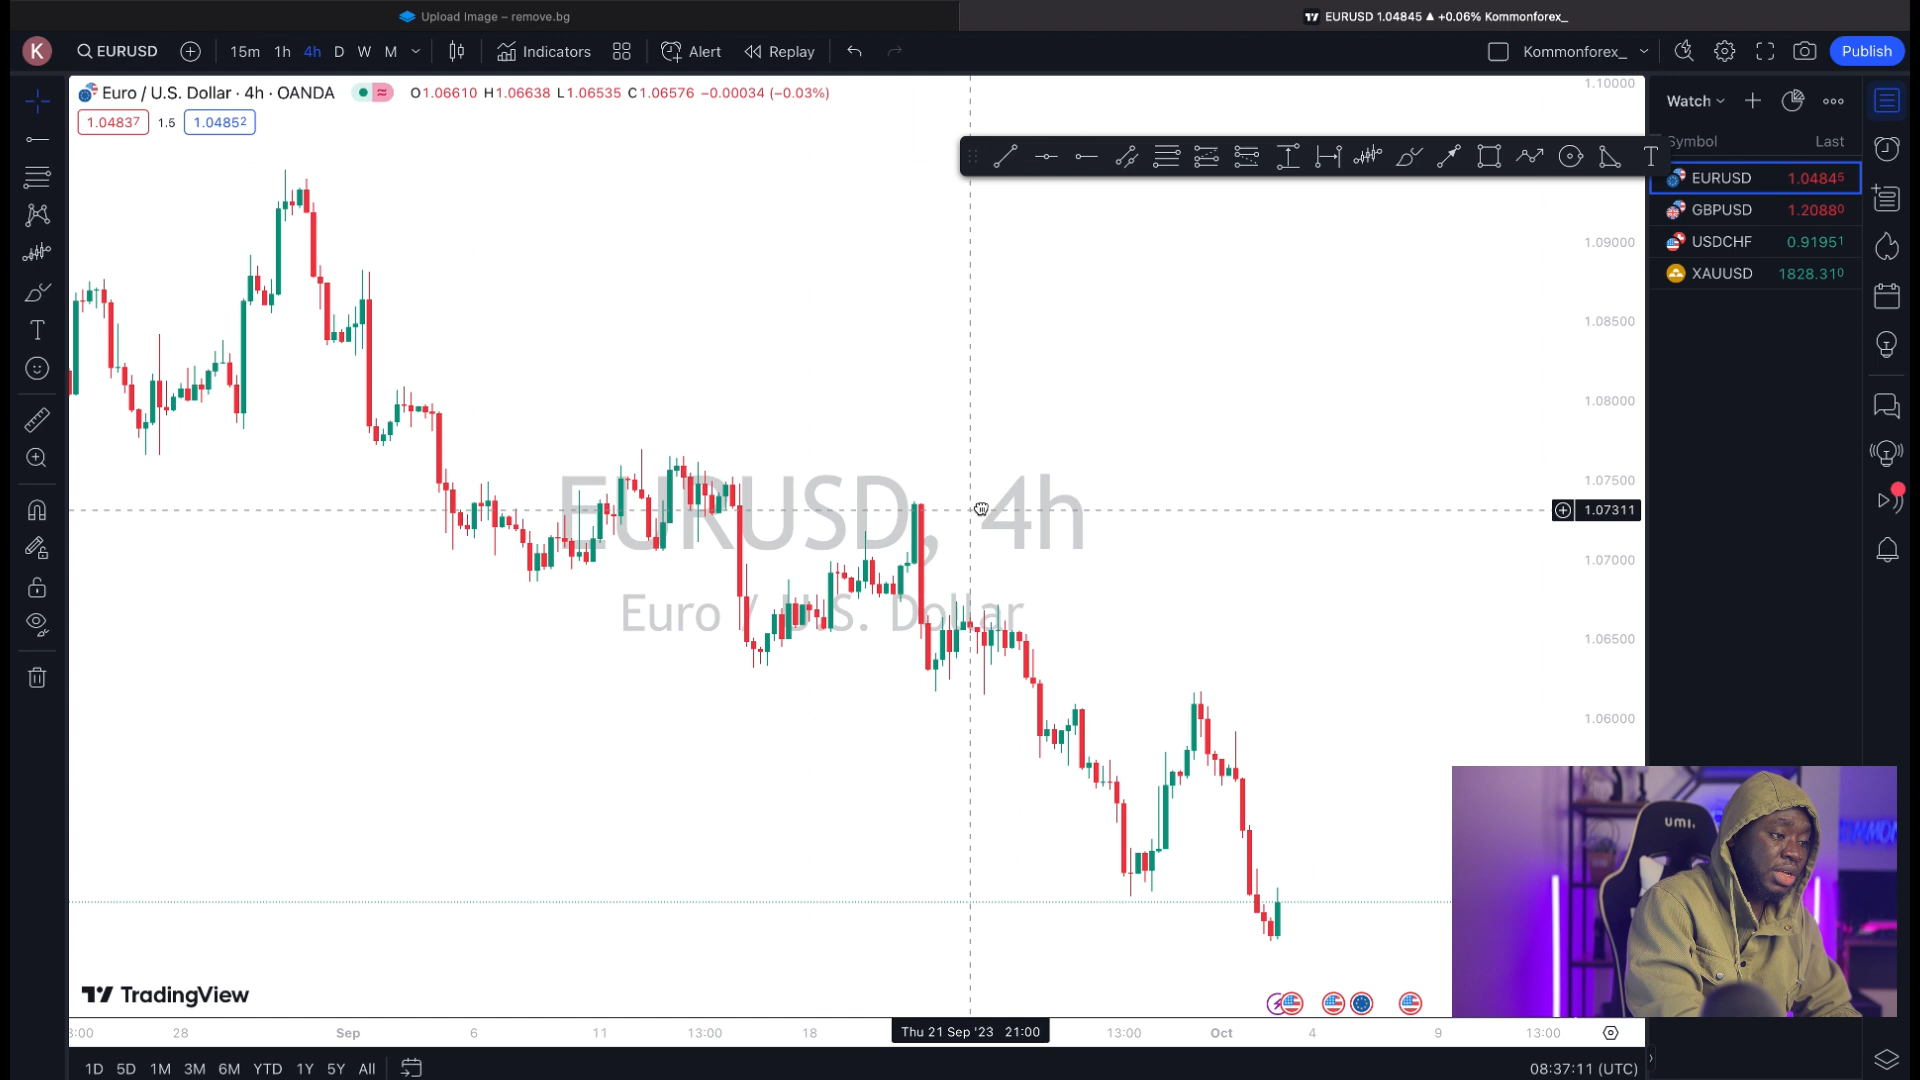 Upload Image – remove.bg
EURUSD 1.04845 ▲ +0.06% Kommonforex_
K
EURUSD
15m 1h 4h D W M
Indicators
Alert
Replay
Kommonforex_
Publish
Euro / U.S. Dollar · 4h · OANDA
O1.06610 H1.06638 L1.06535 C1.06576 −0.00034 (−0.03%)
1.04837 1.5 1.04852
Watch
Symbol Last
EURUSD 1.04845
GBPUSD 1.20880
USDCHF 0.91951
XAUUSD 1828.310
1.10000
1.09000
1.08500
1.08000
1.07500
1.07311
1.07000
1.06500
1.06000
EURUSD, 4h
Euro / U.S. Dollar
umi.
TradingView
28 Sep 6 11 13:00 18 Thu 21 Sep '23 21:00 13:00 Oct 4 9 13:00
1D 5D 1M 3M 6M YTD 1Y 5Y All
08:37:11 (UTC)